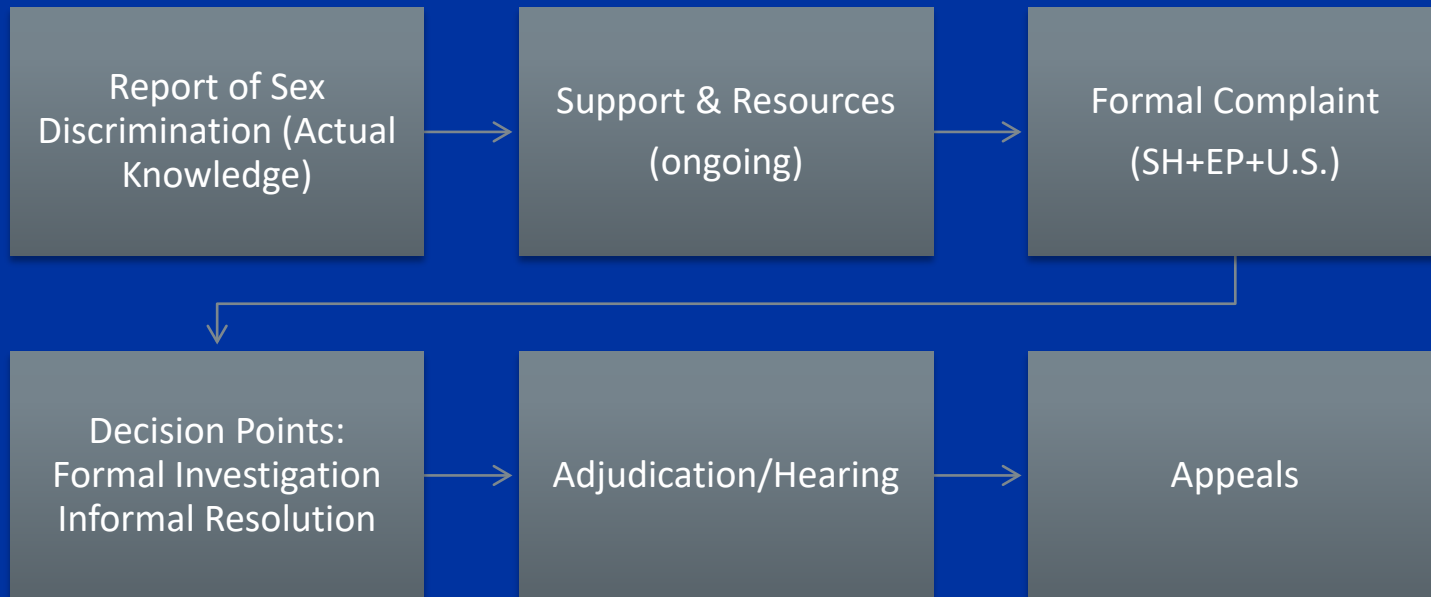 Report of Sex
Discrimination (Actual
Knowledge)
Support & Resources
(ongoing)
Formal Complaint
(SH+EP+U.S.)
Decision Points:
Formal Investigation
Informal Resolution
Adjudication/Hearing
Appeals